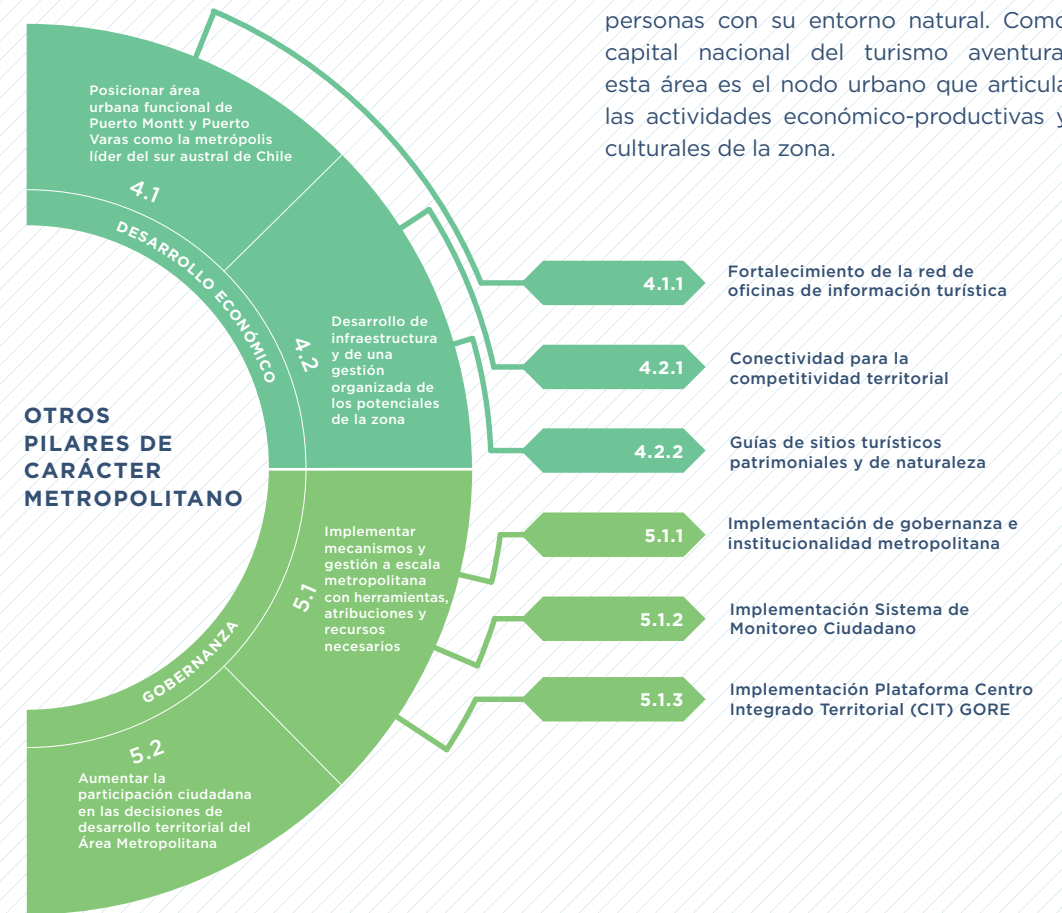 personas con su entorno natural. Como
capital nacional del turismo aventura,
esta área es el nodo urbano que articula
las actividades económico-productivas y
culturales de la zona.
Posicionar área
urbana funcional de
Puerto Montt y Puerto
Varas como la metrópolis
líder del sur austral de Chile
4.1
DESARROLLO ECONÓMICO
4.2
Desarrollo de
infraestructura
y de una
gestión
organizada de
los potenciales
de la zona
OTROS
PILARES DE
CARÁCTER
METROPOLITANO
Implementar
mecanismos y
gestión a escala
metropolitana
con herramientas,
atribuciones y
recursos
necesarios
5.1
GOBERNANZA
5.2
Aumentar la
participación ciudadana
en las decisiones de
desarrollo territorial del
Área Metropolitana
4.1.1
Fortalecimiento de la red de
oficinas de información turística
4.2.1
Conectividad para la
competitividad territorial
4.2.2
Guías de sitios turísticos
patrimoniales y de naturaleza
5.1.1
Implementación de gobernanza e
institucionalidad metropolitana
5.1.2
Implementación Sistema de
Monitoreo Ciudadano
5.1.3
Implementación Plataforma Centro
Integrado Territorial (CIT) GORE